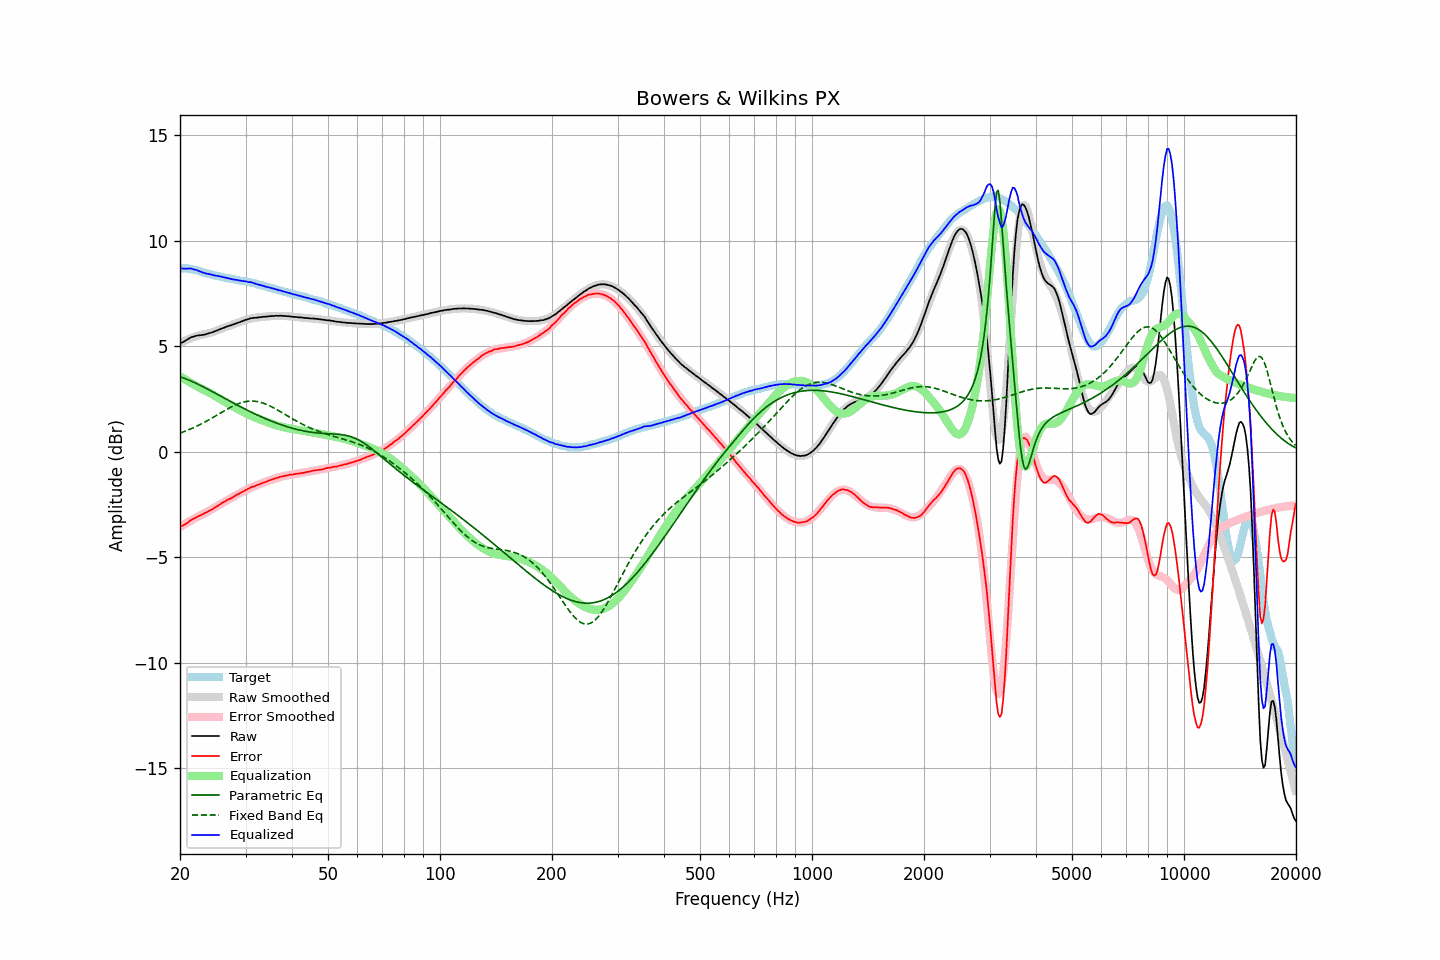 Bowers & Wilkins PX
Amplitude (dBr)
15
10
5
0
−5
−10
−15
Target
Raw Smoothed
Error Smoothed
Raw
Error
Equalization
Parametric Eq
Fixed Band Eq
Equalized
20 50 100 200 500 1000 2000 5000 10000 20000
Frequency (Hz)